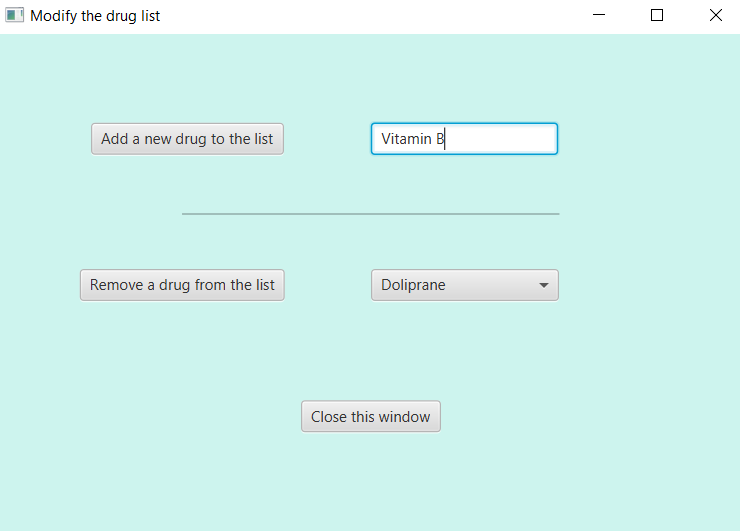 Modify the drug list
Add a new drug to the list
Vitamin B
Remove a drug from the list
Doliprane
Close this window